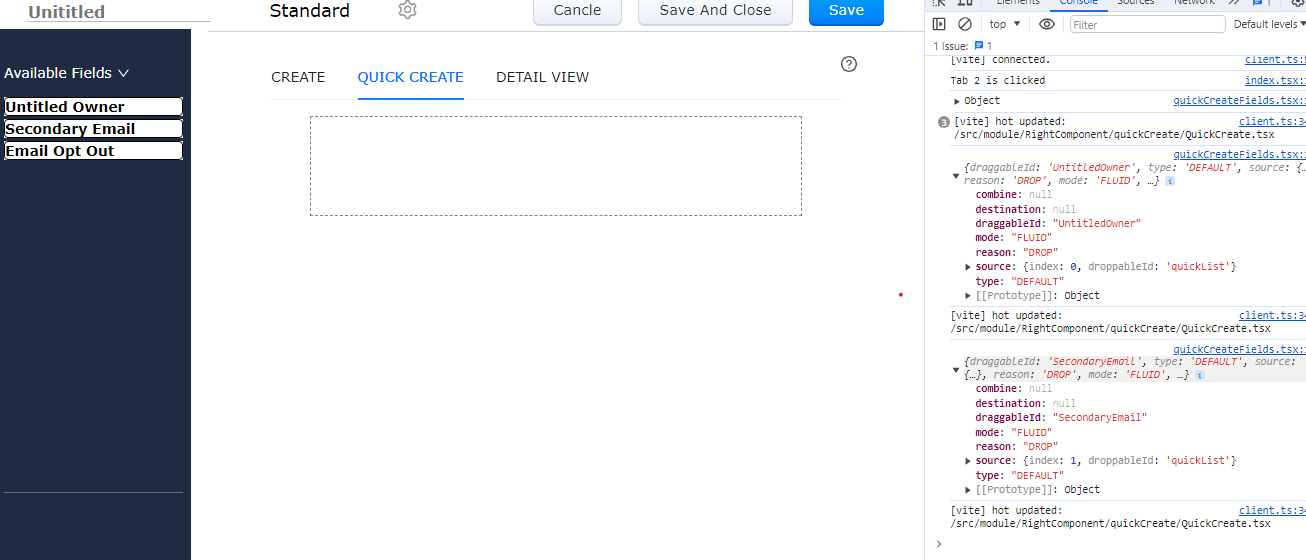 Unititled
Standard
Cancle
Save And Close
Save
Available Fields
Untitled Owner
Secondary Email
Email Opt Out
CREATE
QUICK CREATE
DETAIL VIEW
?
Elements
Console
Sources
Network
»
1
top ▼
Filter
Default levels ▼
1 Issue: 1
[vite] connected.
Tab 2 is clicked index.tsx:
▶ Object quickCreateFields.tsx:
3 [vite] hot updated: client.ts:34
/src/module/RightComponent/quickCreate/QuickCreate.tsx
quickCreateFields.tsx:
▼ {draggableId: 'UntitledOwner', type: 'DEFAULT', source: {…
reason: 'DROP', mode: 'FLUID', …} i
combine: null
destination: null
draggableId: "UntitledOwner"
mode: "FLUID"
reason: "DROP"
▶ source: {index: 0, droppableId: 'quickList'}
type: "DEFAULT"
▶ [[Prototype]]: Object
[vite] hot updated: client.ts:34
/src/module/RightComponent/quickCreate/QuickCreate.tsx
quickCreateFields.tsx:
▼ {draggableId: 'SecondaryEmail', type: 'DEFAULT', source:
{…}, reason: 'DROP', mode: 'FLUID', …} i
combine: null
destination: null
draggableId: "SecondaryEmail"
mode: "FLUID"
reason: "DROP"
▶ source: {index: 1, droppableId: 'quickList'}
type: "DEFAULT"
▶ [[Prototype]]: Object
[vite] hot updated: client.ts:34
/src/module/RightComponent/quickCreate/QuickCreate.tsx
>